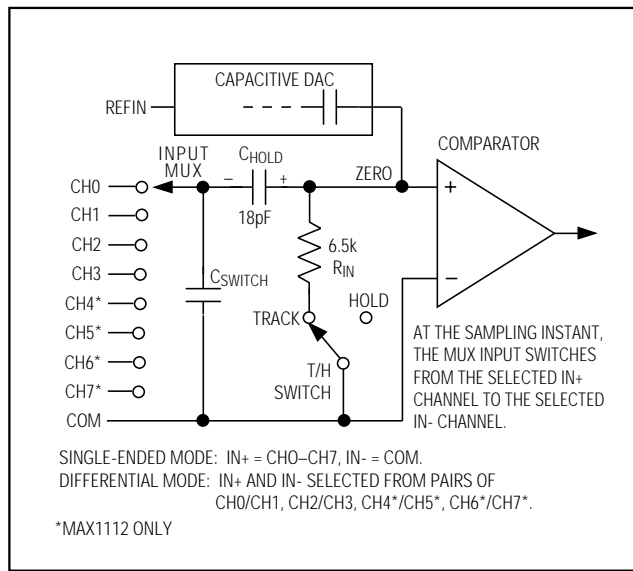 CAPACITIVE DAC
REFIN
COMPARATOR
INPUT
MUX
CHOLD
ZERO
− +
+
CH0
18pF
CH1
6.5k
CH2
RIN
CH3
CSWITCH
−
HOLD
CH4*
TRACK
CH5*
CH6*
T/H
SWITCH
CH7*
COM
AT THE SAMPLING INSTANT,
THE MUX INPUT SWITCHES
FROM THE SELECTED IN+
CHANNEL TO THE SELECTED
IN- CHANNEL.
SINGLE-ENDED MODE: IN+ = CHO–CH7, IN- = COM.
DIFFERENTIAL MODE: IN+ AND IN- SELECTED FROM PAIRS OF
CH0/CH1, CH2/CH3, CH4*/CH5*, CH6*/CH7*.
*MAX1112 ONLY